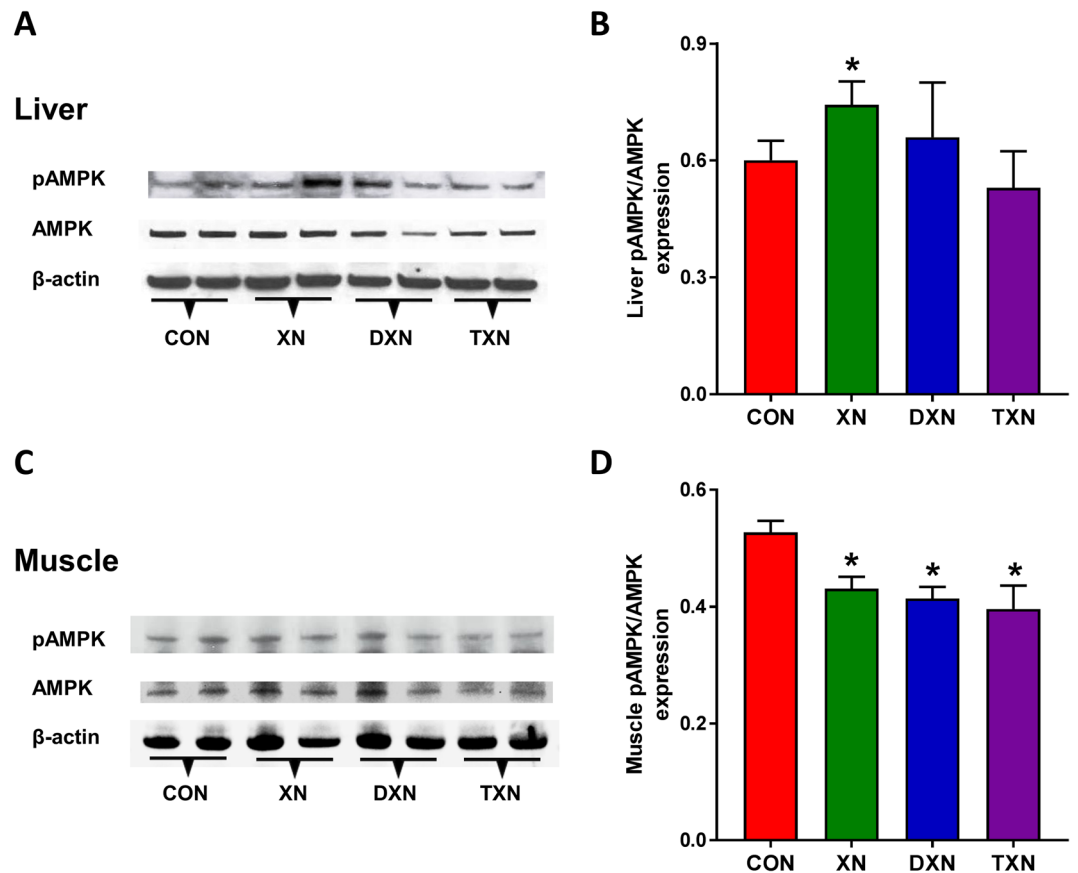 A
Liver
pAMPK
AMPK
β-actin
CON XN DXN TXN
B
Liver pAMPK/AMPK
expression
0.9
0.6
0.3
0.0
*
CON XN DXN TXN
C
Muscle
pAMPK
AMPK
β-actin
CON XN DXN TXN
D
Muscle pAMPK/AMPK
expression
0.6
0.4
0.2
0.0
* * *
CON XN DXN TXN